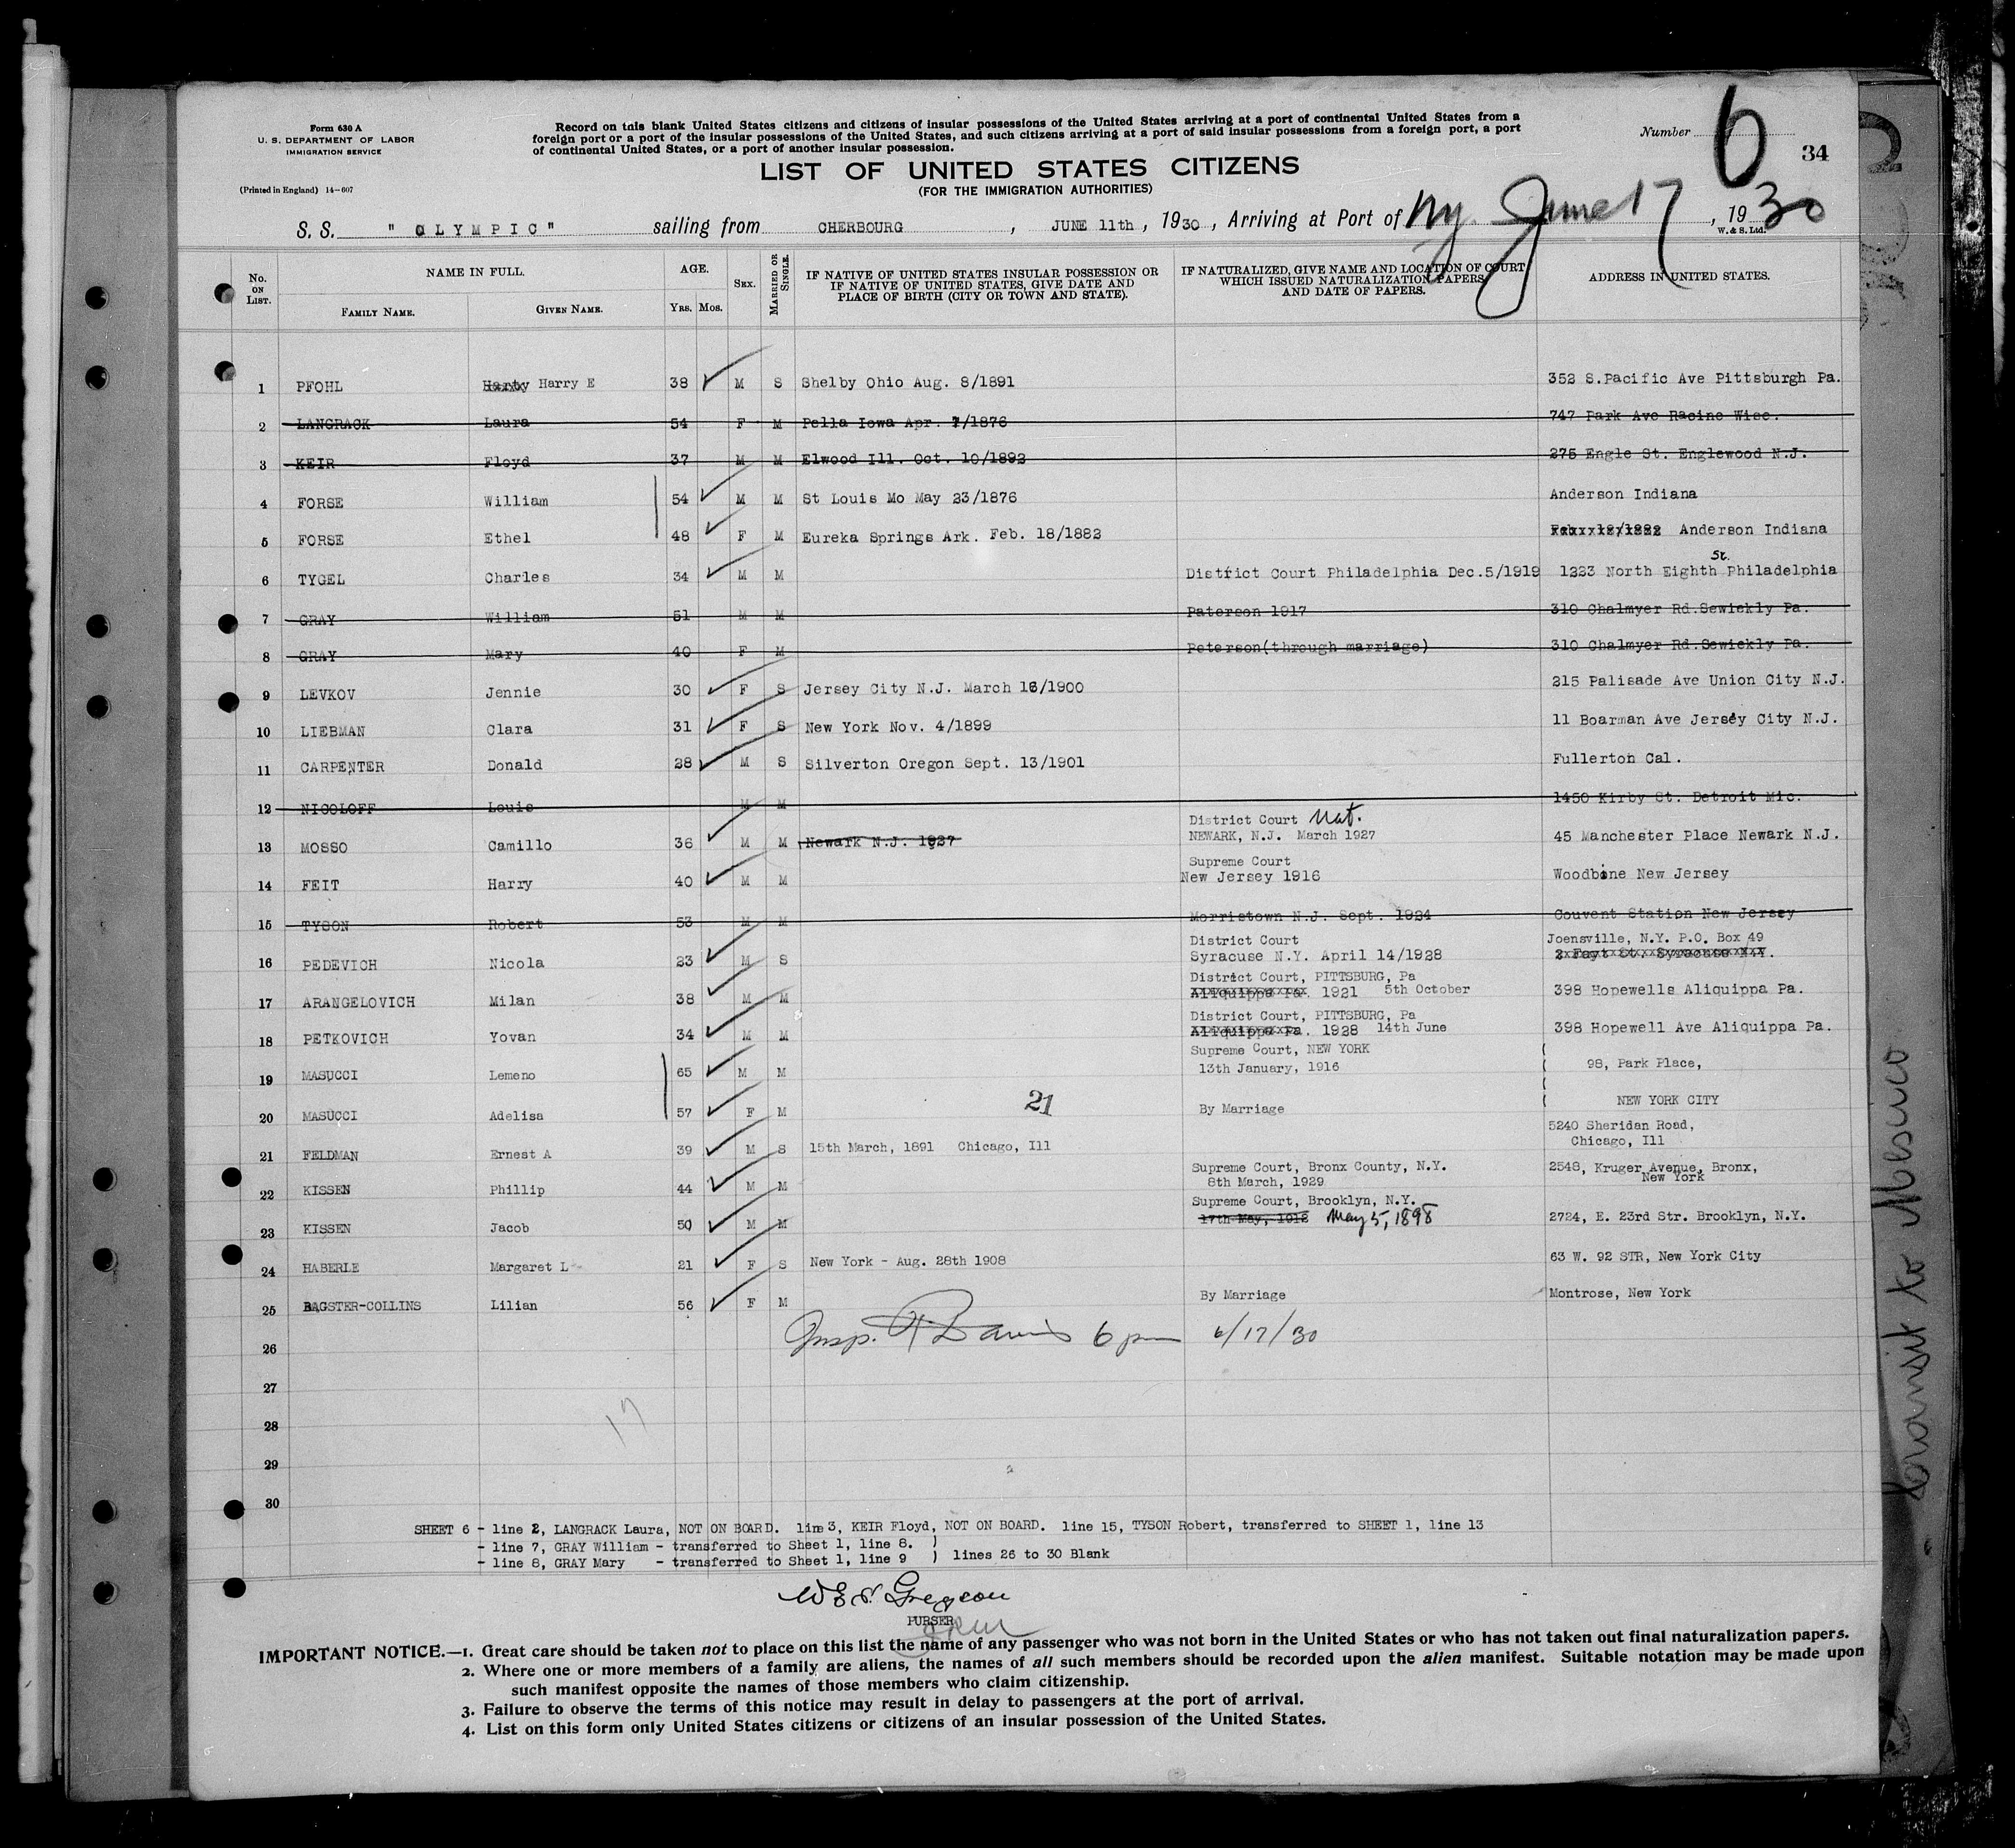 Form 630 A
U. S. DEPARTMENT OF LABOR
IMMIGRATION SERVICE
(Printed in England) 14-607
Record on this blank United States citizens and citizens of insular possessions of the United States arriving at a port of continental United States from a
foreign port or a port of the insular possessions of the United States, and such citizens arriving at a port of said insular possessions from a foreign port, a port
of continental United States, or a port of another insular possession.
Number 6
34
LIST OF UNITED STATES CITIZENS
(FOR THE IMMIGRATION AUTHORITIES)
S. S. "OLYMPIC" sailing from CHERBOURG, JUNE 11th, 1930, Arriving at Port of NY. June 17, 1930
W. & S. Ltd.
No. ON LIST. NAME IN FULL. FAMILY NAME. GIVEN NAME. AGE. YRS. MOS. SEX. MARRIED OR SINGLE. IF NATIVE OF UNITED STATES INSULAR POSSESSION OR IF NATIVE OF UNITED STATES, GIVE DATE AND PLACE OF BIRTH (CITY OR TOWN AND STATE). IF NATURALIZED, GIVE NAME AND LOCATION OF COURT WHICH ISSUED NATURALIZATION PAPERS, AND DATE OF PAPERS. ADDRESS IN UNITED STATES.
1 PFOHL Harty Harry E 38 M S Shelby Ohio Aug. 8/1891 352 S.Pacific Ave Pittsburgh Pa.
2 LANGRACK Laura 54 F M Pella Iowa Apr. 7/1876 747 Park Ave Racine Wisc.
3 KEIR Floyd 37 M M Elwood Ill. Oct. 10/1892 275 Engle St. Englewood N.J.
4 FORSE William 54 M M St Louis Mo May 23/1876 Anderson Indiana
5 FORSE Ethel 48 F M Eureka Springs Ark. Feb. 18/1882 Feb. 18/1882 Anderson Indiana
6 TYGEL Charles 34 M M District Court Philadelphia Dec.5/1919 1223 North Eighth St. Philadelphia
7 GRAY William 51 M M Paterson 1917 310 Chalmyer Rd.Sewickly Pa.
8 GRAY Mary 40 F M Peterson(through marriage) 310 Chalmyer Rd.Sewickly Pa.
9 LEVKOV Jennie 30 F S Jersey City N.J. March 16/1900 215 Palisade Ave Union City N.J.
10 LIEBMAN Clara 31 F S New York Nov. 4/1899 11 Boarman Ave Jersey City N.J.
11 CARPENTER Donald 28 M S Silverton Oregon Sept. 13/1901 Fullerton Cal.
12 NICOLOFF Louis M M 1450 Kirby St. Detroit Mic.
District Court Nat.
13 MOSSO Camillo 36 M M Newark N.J. 1927 NEWARK, N.J. March 1927 45 Manchester Place Newark N.J.
Supreme Court
14 FEIT Harry 40 M M New Jersey 1916 Woodbine New Jersey
15 TYSON Robert 53 M M Morristown N.J. Sept. 1924 Couvent Station New Jersey
District Court Joensville, N.Y. P.O. Box 49
16 PEDEVICH Nicola 23 M S Syracuse N.Y. April 14/1928 2 Fayt St. Syracuse N.Y.
District Court, PITTSBURG, Pa
17 ARANGELOVICH Milan 38 M M Aliquippa Pa. 1921 5th October 398 Hopewells Aliquippa Pa.
District Court, PITTSBURG, Pa
18 PETKOVICH Yovan 34 M M Aliquippa Pa. 1928 14th June 398 Hopewell Ave Aliquippa Pa.
Supreme Court, NEW YORK
19 MASUCCI Lemeno 65 M M 13th January, 1916 98, Park Place,
20 MASUCCI Adelisa 57 F M 21 By Marriage NEW YORK CITY
5240 Sheridan Road,
21 FELDMAN Ernest A 39 M S 15th March, 1891 Chicago, Ill Chicago, Ill
Supreme Court, Bronx County, N.Y. 2548, Kruger Avenue, Bronx,
22 KISSEN Phillip 44 M M 8th March, 1929 New York
Supreme Court, Brooklyn, N.Y.
23 KISSEN Jacob 50 M M 17th May, 1918 May 5, 1898 2724, E. 23rd Str. Brooklyn, N.Y.
24 HABERLE Margaret L 21 F S New York - Aug. 28th 1908 63 W. 92 STR, New York City
25 BAGSTER-COLLINS Lilian 56 F M By Marriage Montrose, New York
26 Insp. Davis 6 pm 6/17/30
27
28 17
29
30
SHEET 6 - line 2, LANGRACK Laura, NOT ON BOARD. line 3, KEIR Floyd, NOT ON BOARD. line 15, TYSON Robert, transferred to SHEET 1, line 13
- line 7, GRAY William - transferred to Sheet 1, line 8. )
- line 8, GRAY Mary - transferred to Sheet 1, line 9 ) lines 26 to 30 Blank
W E S. Gregson
PURSER
IMPORTANT NOTICE.—1. Great care should be taken not to place on this list the name of any passenger who was not born in the United States or who has not taken out final naturalization papers.
2. Where one or more members of a family are aliens, the names of all such members should be recorded upon the alien manifest. Suitable notation may be made upon
such manifest opposite the names of those members who claim citizenship.
3. Failure to observe the terms of this notice may result in delay to passengers at the port of arrival.
4. List on this form only United States citizens or citizens of an insular possession of the United States.
transit to Mexico